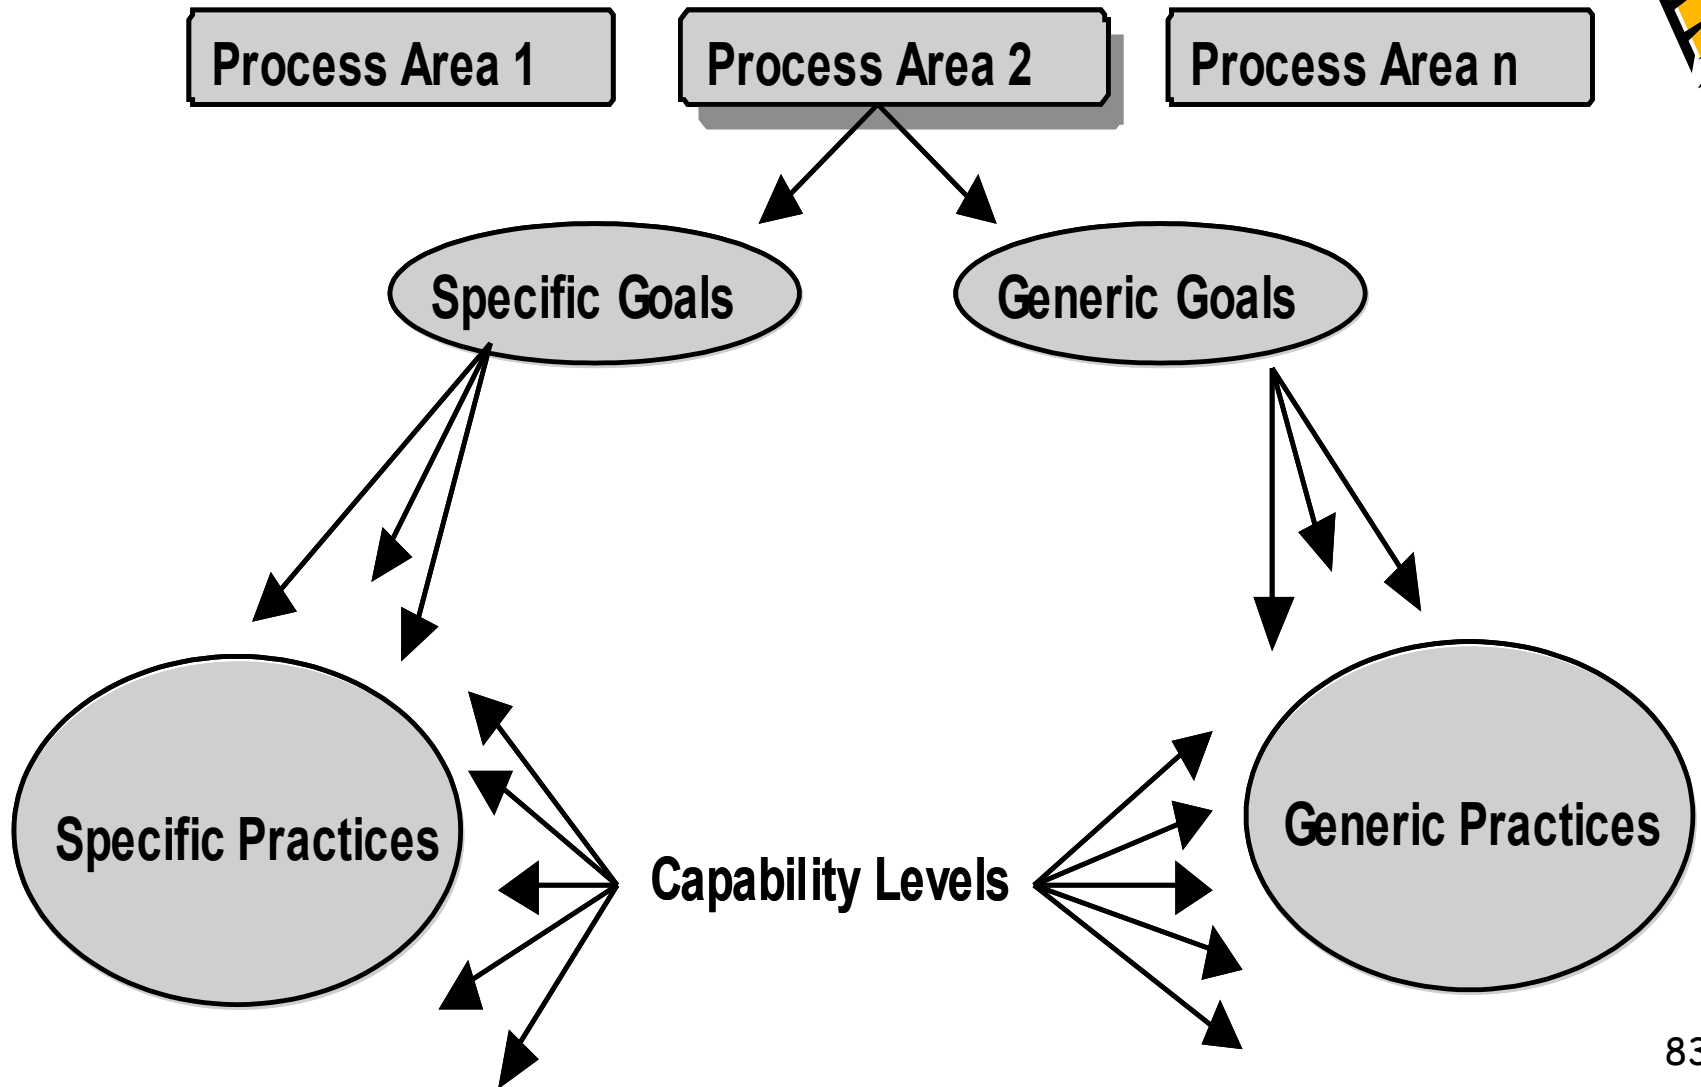 Process Area 1
Process Area 2
Process Area n
Specific Goals
Generic Goals
Specific Practices
Generic Practices
Capability Levels
83